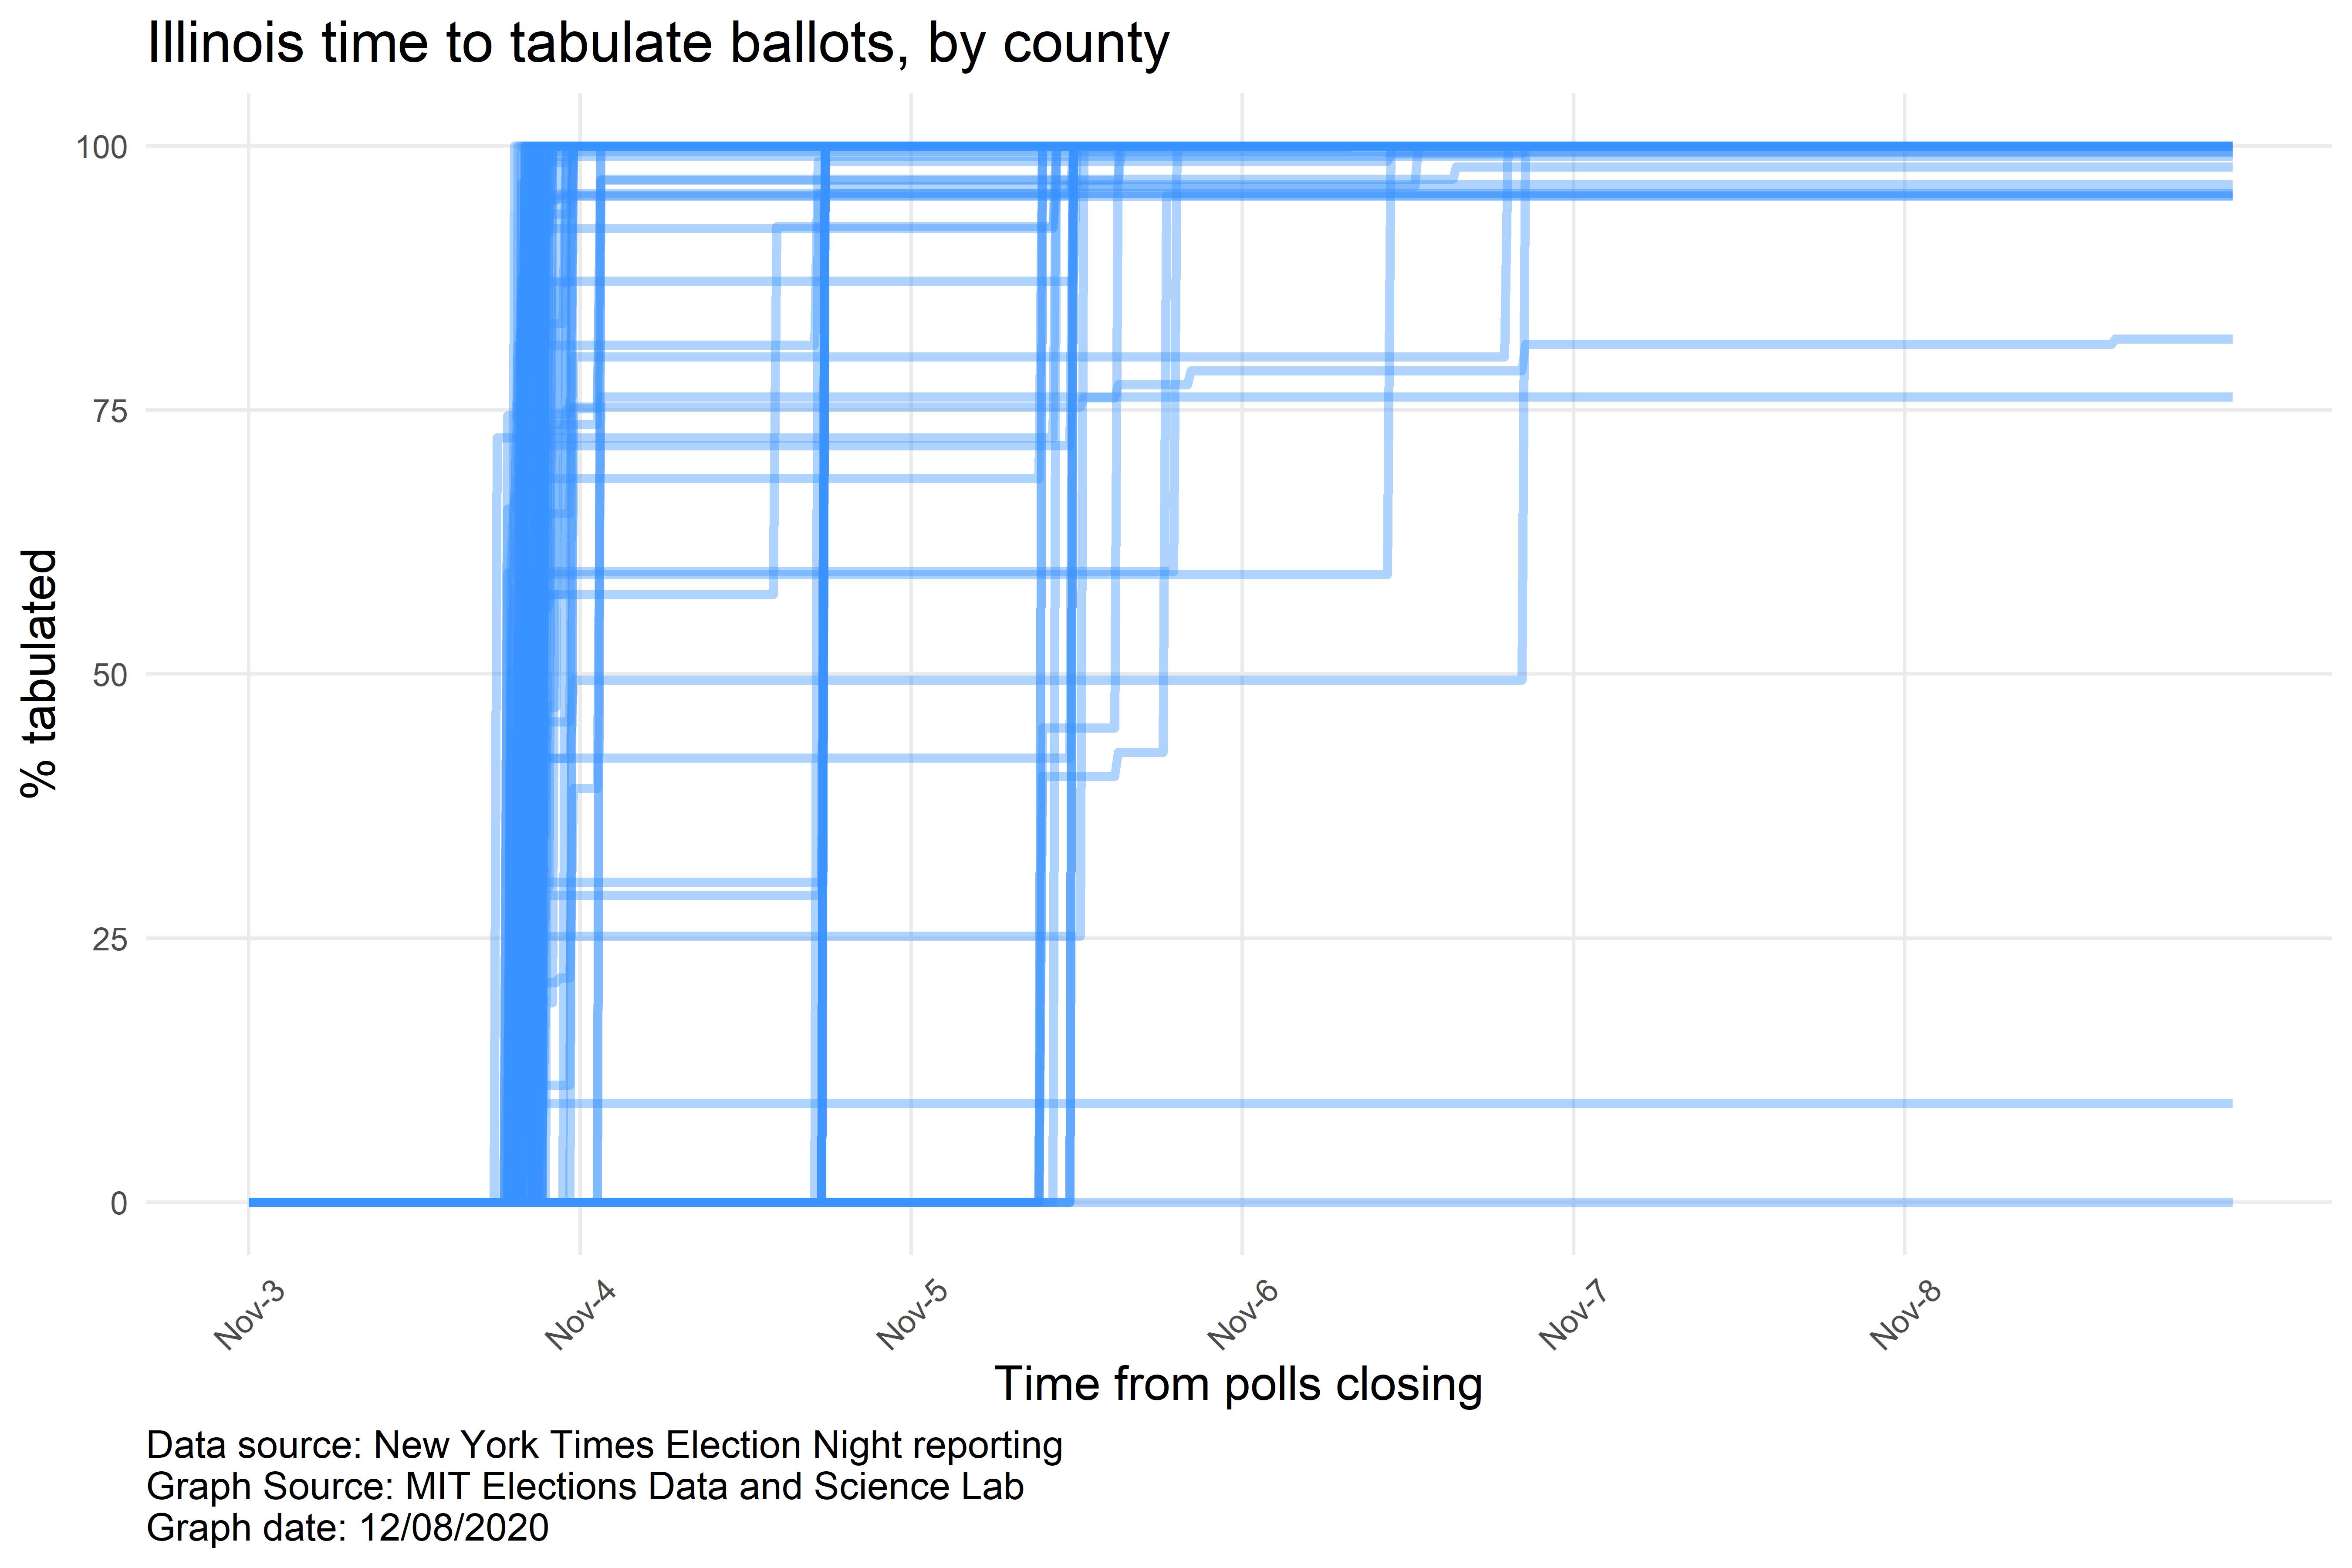 Illinois time to tabulate ballots, by county
100
75
50
25
0
% tabulated
Nov-3
Nov-4
Nov-5
Nov-6
Nov-7
Nov-8
Time from polls closing
Data source: New York Times Election Night reporting
Graph Source: MIT Elections Data and Science Lab
Graph date: 12/08/2020